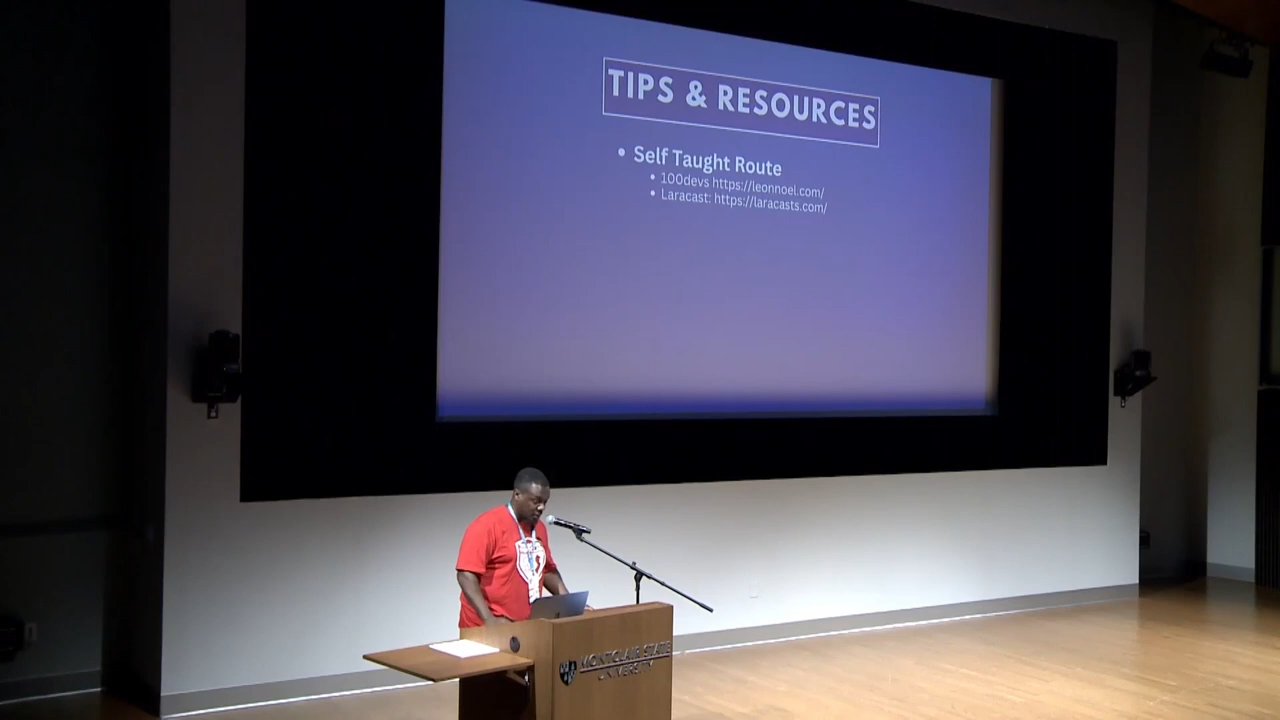 TIPS & RESOURCES
Self Taught Route
100devs https://leonnoel.com/
Laracast: https://laracasts.com/
MONTCLAIR STATE
UNIVERSITY